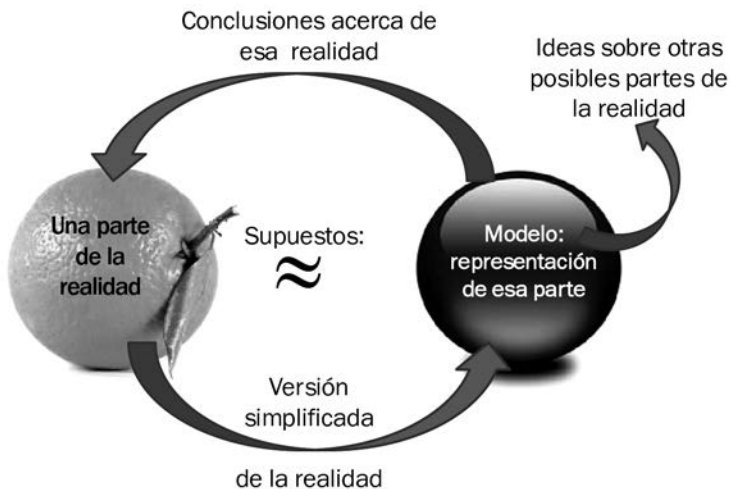 Conclusiones acerca de
esa realidad
Ideas sobre otras
posibles partes de
la realidad
Una parte
de la
realidad
Supuestos:
≈
Modelo:
representación
de esa parte
Versión
simplificada
de la realidad